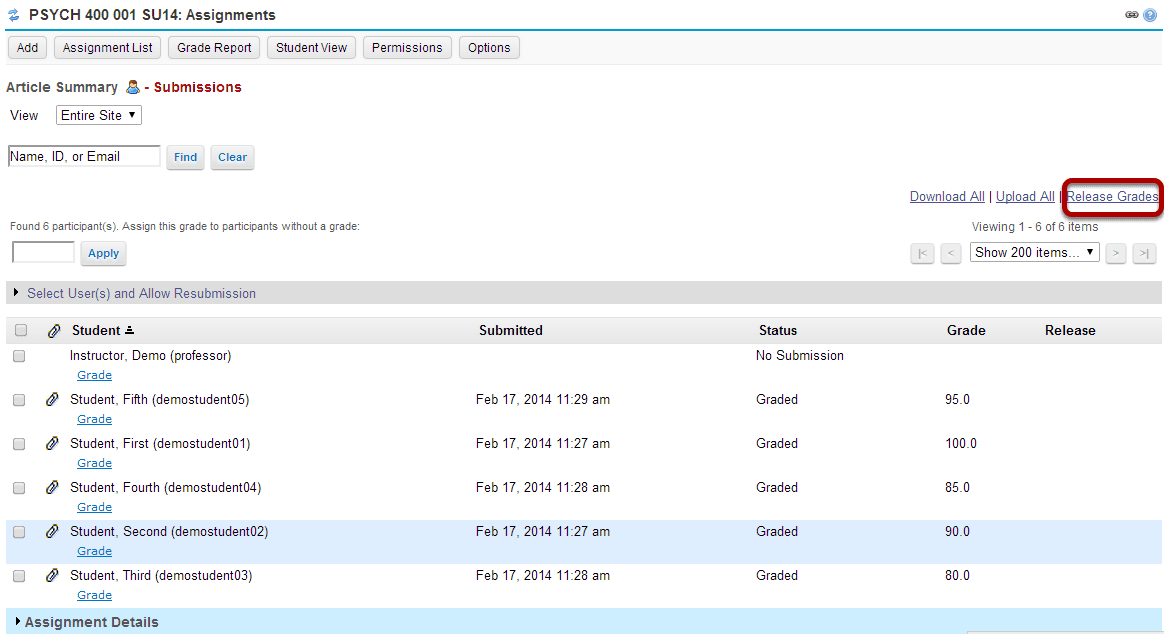 PSYCH 400 001 SU14: Assignments
Add Assignment List Grade Report Student View Permissions Options
Article Summary - Submissions
View Entire Site
Name, ID, or Email Find Clear
Download All | Upload All | Release Grades
Found 6 participant(s). Assign this grade to participants without a grade:
Viewing 1 - 6 of 6 items
Apply |< < Show 200 items... > >|
Select User(s) and Allow Resubmission
Student Submitted Status Grade Release
Instructor, Demo (professor) No Submission
Grade
Student, Fifth (demostudent05) Feb 17, 2014 11:29 am Graded 95.0
Grade
Student, First (demostudent01) Feb 17, 2014 11:27 am Graded 100.0
Grade
Student, Fourth (demostudent04) Feb 17, 2014 11:28 am Graded 85.0
Grade
Student, Second (demostudent02) Feb 17, 2014 11:27 am Graded 90.0
Grade
Student, Third (demostudent03) Feb 17, 2014 11:28 am Graded 80.0
Grade
Assignment Details